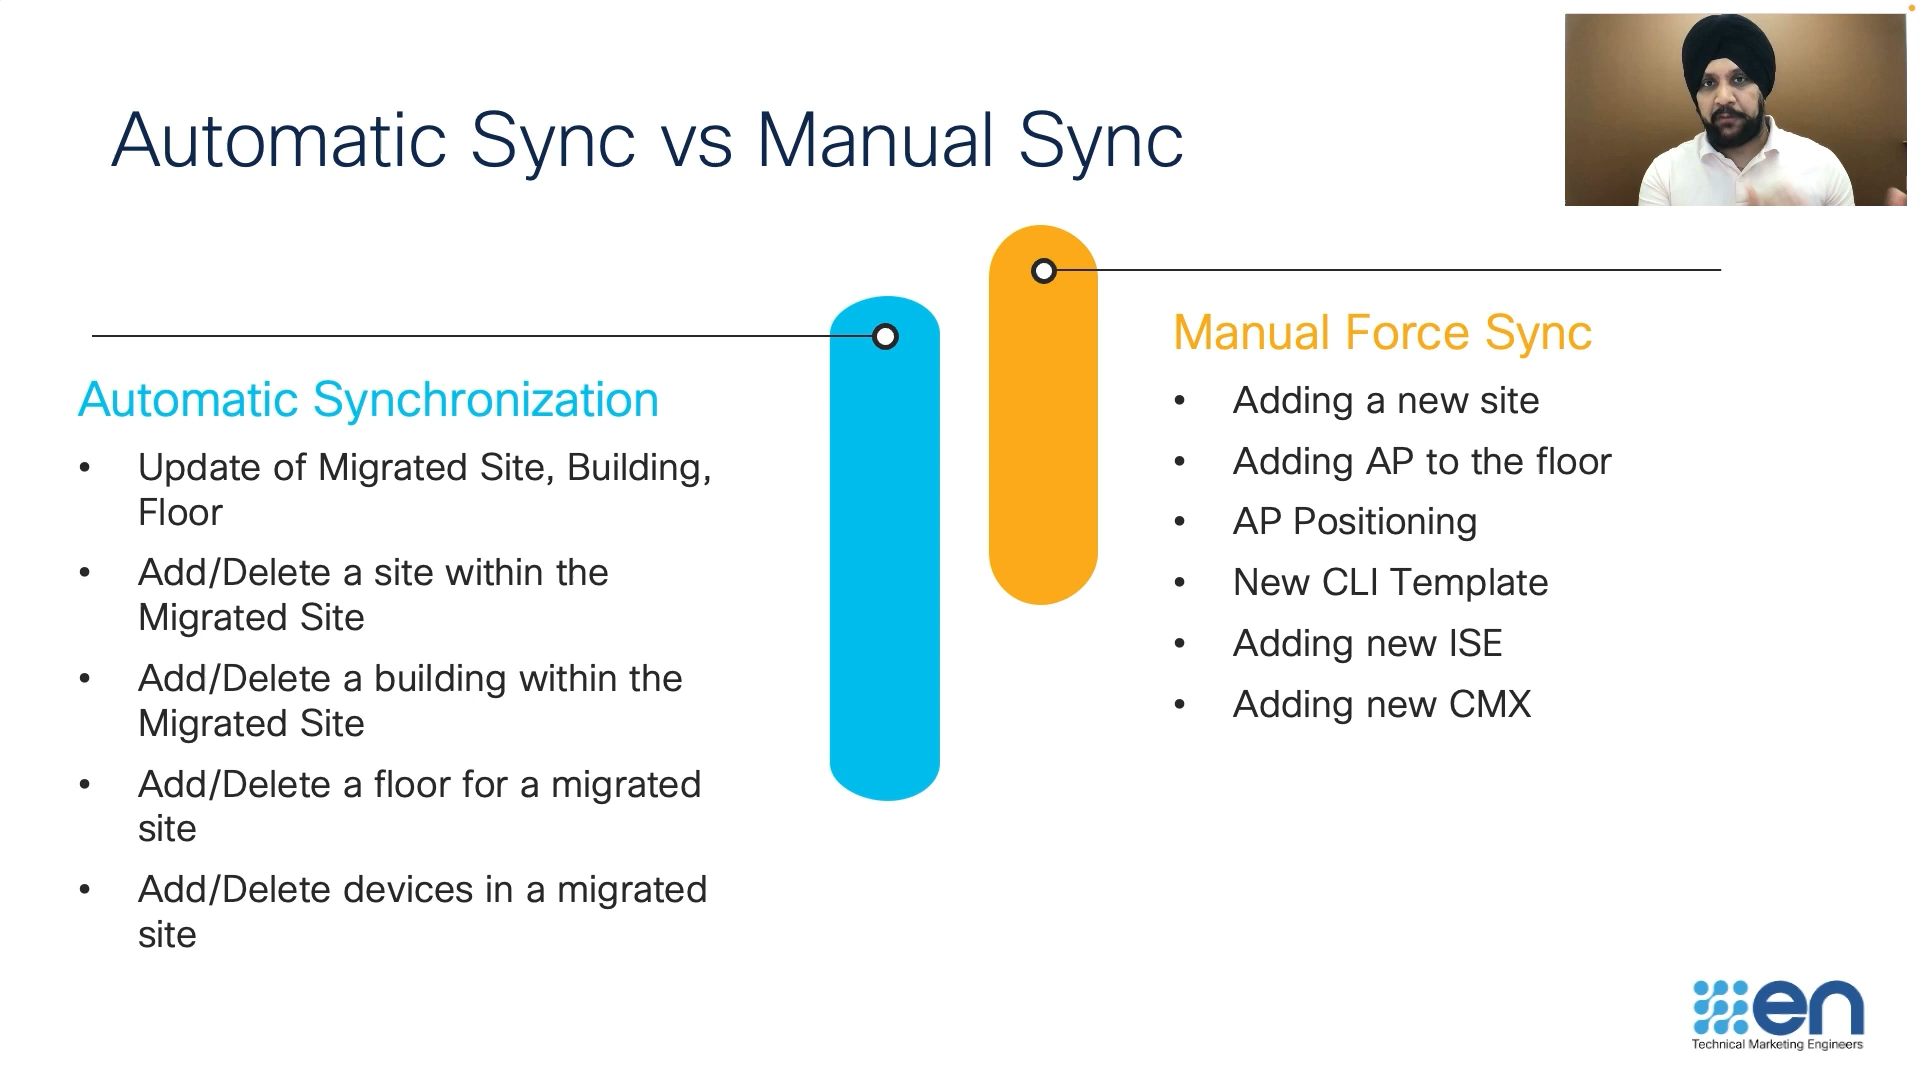 Automatic Sync vs Manual Sync
Automatic Synchronization
• Update of Migrated Site, Building,
Floor
• Add/Delete a site within the
Migrated Site
• Add/Delete a building within the
Migrated Site
• Add/Delete a floor for a migrated
site
• Add/Delete devices in a migrated
site
Manual Force Sync
• Adding a new site
• Adding AP to the floor
• AP Positioning
• New CLI Template
• Adding new ISE
• Adding new CMX
en
Technical Marketing Engineers